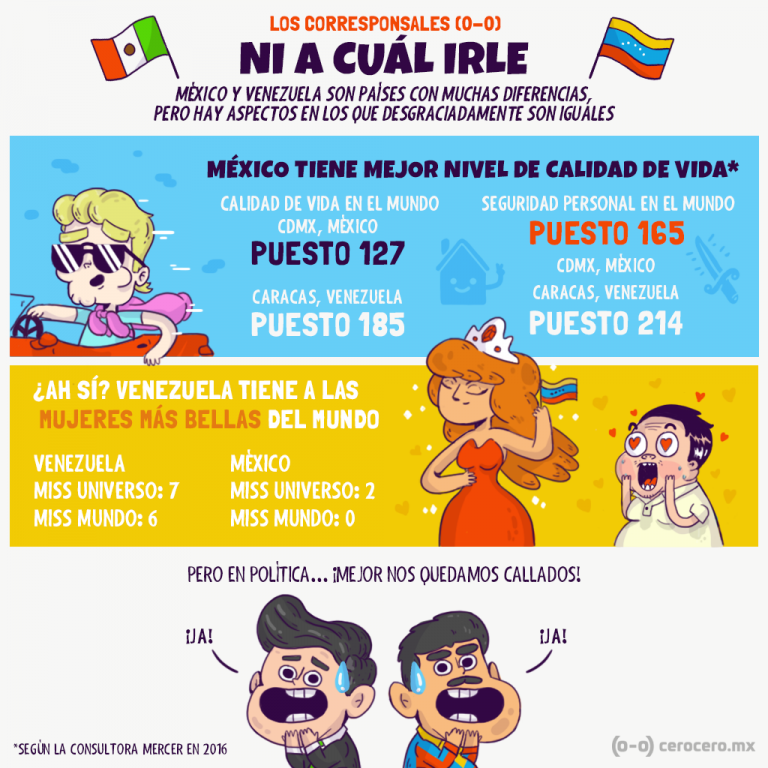 LOS CORRESPONSALES (0-0)
NI A CUÁL IRLE
MÉXICO Y VENEZUELA SON PAÍSES CON MUCHAS DIFERENCIAS,
PERO HAY ASPECTOS EN LOS QUE DESGRACIADAMENTE SON IGUALES
MÉXICO TIENE MEJOR NIVEL DE CALIDAD DE VIDA*
CALIDAD DE VIDA EN EL MUNDO
CDMX, MÉXICO
PUESTO 127
CARACAS, VENEZUELA
PUESTO 185
SEGURIDAD PERSONAL EN EL MUNDO
PUESTO 165
CDMX, MÉXICO
CARACAS, VENEZUELA
PUESTO 214
¿AH SÍ? VENEZUELA TIENE A LAS
MUJERES MÁS BELLAS DEL MUNDO
VENEZUELA
MISS UNIVERSO: 7
MISS MUNDO: 6
MÉXICO
MISS UNIVERSO: 2
MISS MUNDO: 0
PERO EN POLÍTICA... ¡MEJOR NOS QUEDAMOS CALLADOS!
¡JA!
¡JA!
*SEGÚN LA CONSULTORA MERCER EN 2016
(0-0) cerocero.mx